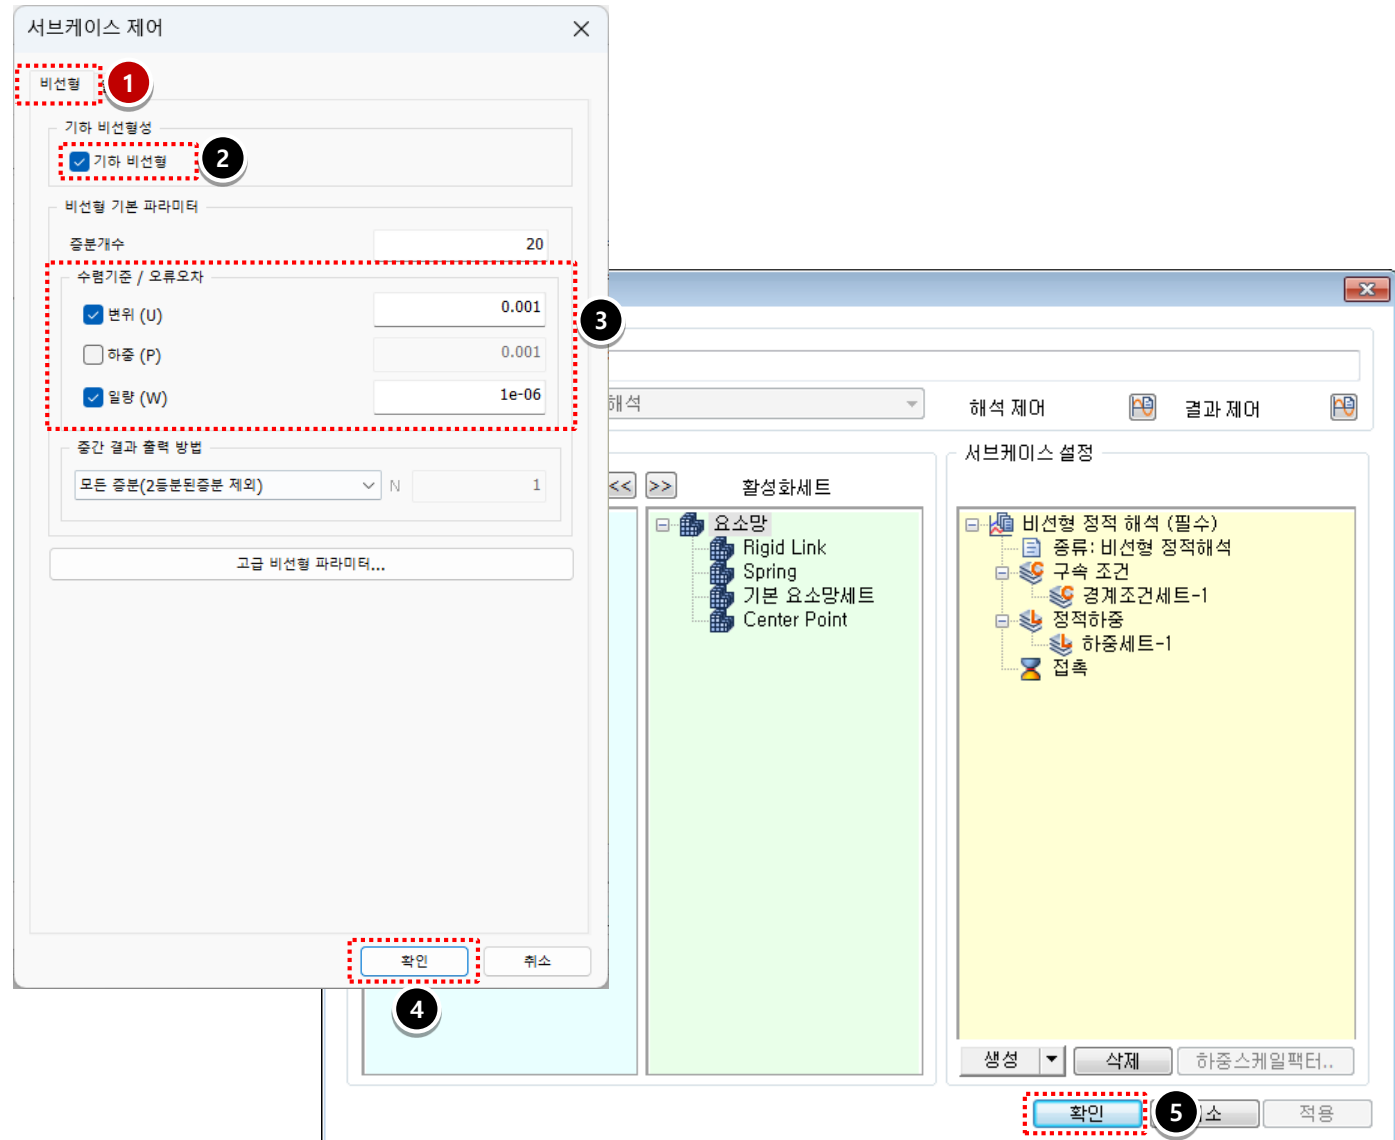 서브케이스 제어
비선형
1
기하 비선형성
기하 비선형
2
비선형 기본 파라미터
증분개수
20
수렴기준 / 오류오차
변위 (U)
0.001
3
하중 (P)
0.001
일량 (W)
1e-06
중간 결과 출력 방법
모든 증분(2등분된증분 제외)
N
1
고급 비선형 파라미터...
확인
취소
4
해석
해석 제어
결과 제어
<<
>>
활성화세트
요소망
Rigid Link
Spring
기본 요소망세트
Center Point
서브케이스 설정
비선형 정적 해석 (필수)
종류: 비선형 정적해석
구속 조건
경계조건세트-1
정적하중
하중세트-1
접촉
생성
삭제
하중스케일팩터..
확인
5
소
적용